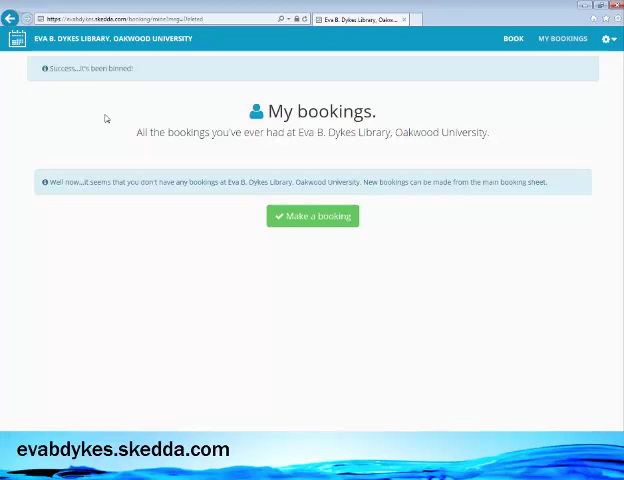 https://evabdykes.skedda.com/booking/mine?msg=Deleted
Eva B. Dykes Library, Oakw...
EVA B. DYKES LIBRARY, OAKWOOD UNIVERSITY
BOOK
MY BOOKINGS
Success...it's been binned!
My bookings.
All the bookings you've ever had at Eva B. Dykes Library, Oakwood University.
Well now...it seems that you don't have any bookings at Eva B. Dykes Library, Oakwood University. New bookings can be made from the main booking sheet.
Make a booking
evabdykes.skedda.com